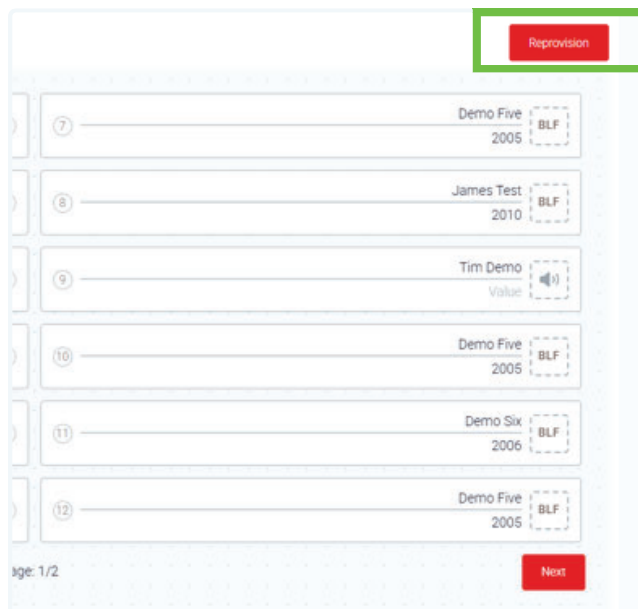 Reprovision
7
Demo Five
2005
BLF
8
James Test
2010
BLF
9
Tim Demo
Value
10
Demo Five
2005
BLF
11
Demo Six
2006
BLF
12
Demo Five
2005
BLF
age: 1/2
Next